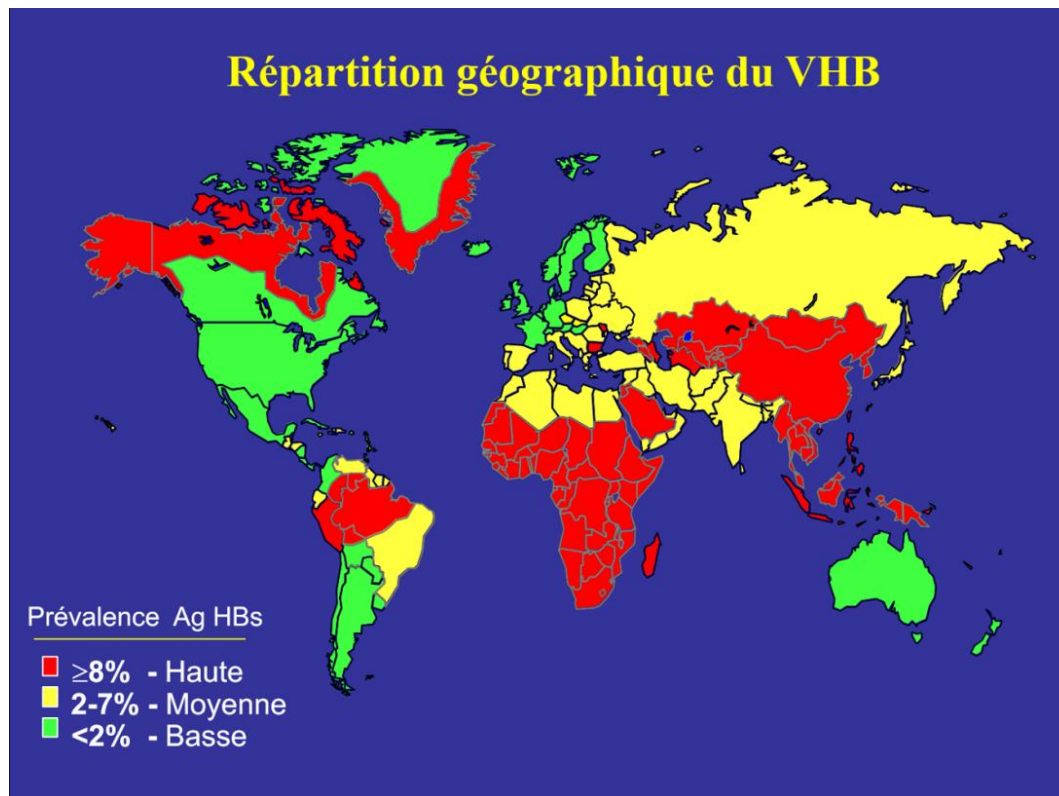 Répartition géographique du VHB
Prévalence Ag HBs
≥8% - Haute
2-7% - Moyenne
<2% - Basse